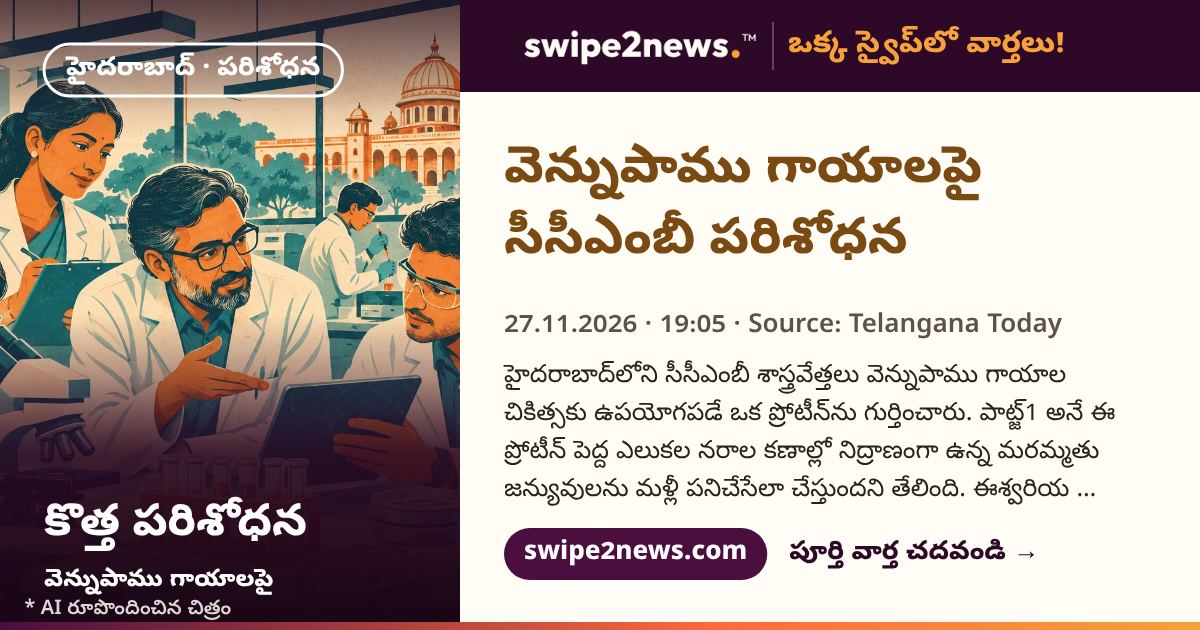 హైదరాబాద్ · పరిశోధన
కొత్త పరిశోధన
వెన్నుపాము గాయాలపై
* AI రూపొందించిన చిత్రం
swipe2news.™ ఒక్క స్వైప్‌లో వార్తలు!
వెన్నుపాము గాయాలపై
సీసీఎంబీ పరిశోధన
27.11.2026 · 19:05 · Source: Telangana Today
హైదరాబాద్‌లోని సీసీఎంబీ శాస్త్రవేత్తలు వెన్నుపాము గాయాల
చికిత్సకు ఉపయోగపడే ఒక ప్రోటీన్‌ను గుర్తించారు. పాట్జ్1 అనే ఈ
ప్రోటీన్ పెద్ద ఎలుకల నరాల కణాల్లో నిద్రాణంగా ఉన్న మరమ్మతు
జన్యువులను మళ్లీ పనిచేసేలా చేస్తుందని తేలింది. ఈశ్వరియ ...
swipe2news.com పూర్తి వార్త చదవండి →